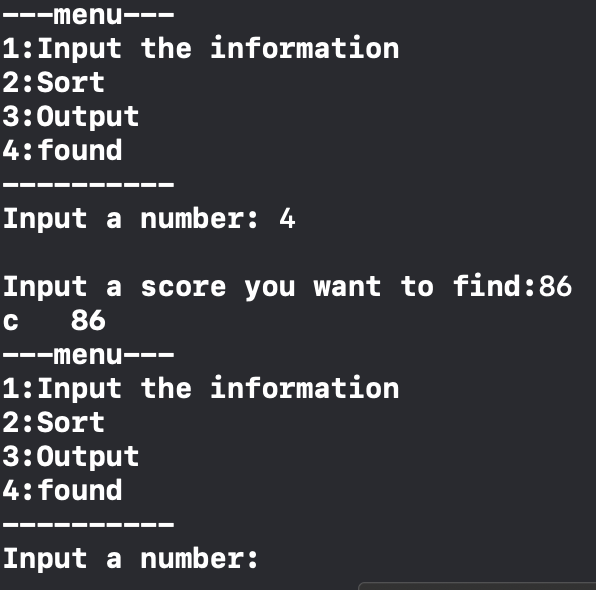 ---menu---
1:Input the information
2:Sort
3:Output
4:found
----------
Input a number: 4
Input a score you want to find:86
c   86
---menu---
1:Input the information
2:Sort
3:Output
4:found
----------
Input a number: